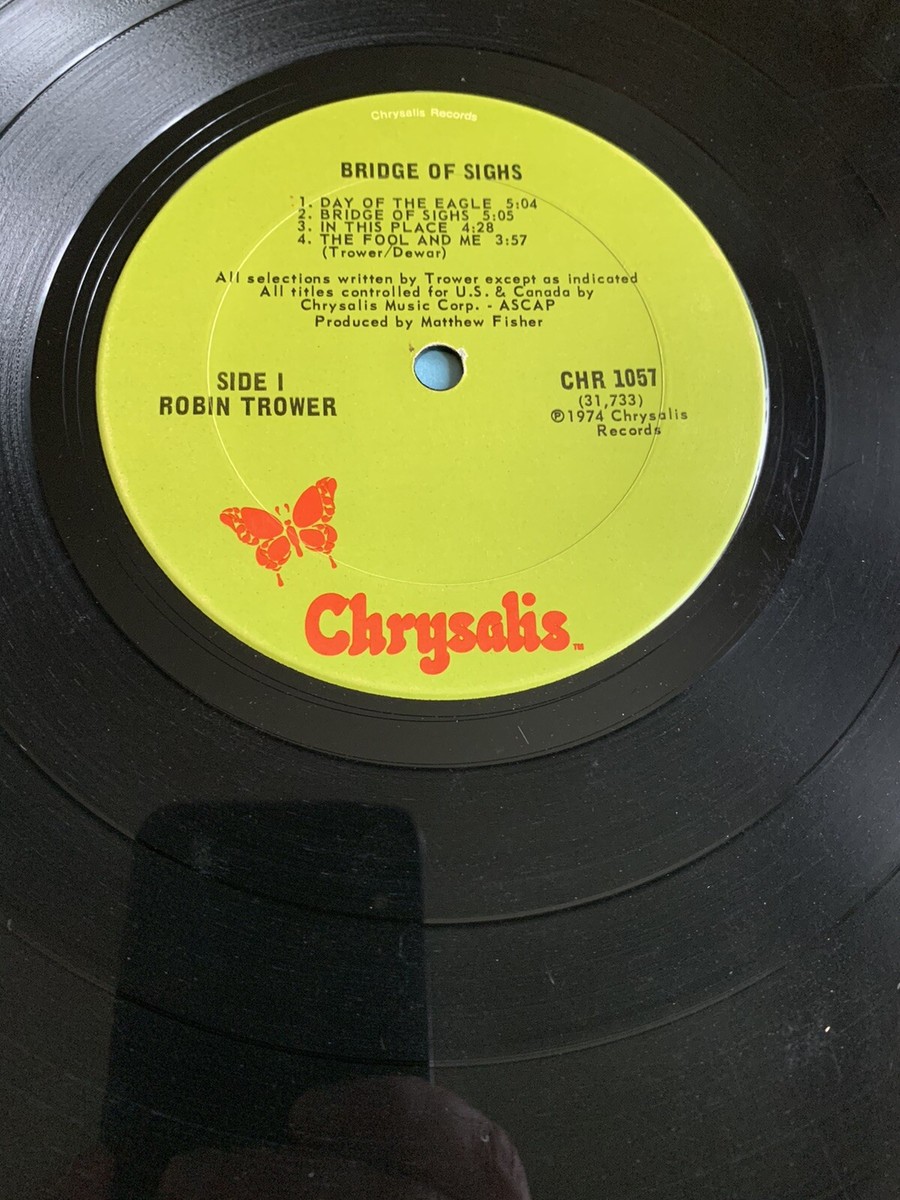 Chrysalis Records
BRIDGE OF SIGHS
1. DAY OF THE EAGLE 5:04
2. BRIDGE OF SIGHS 5:05
3. IN THIS PLACE 4:28
4. THE FOOL AND ME 3:57
(Trower/Dewar)
All selections written by Trower except as indicated
All titles controlled for U.S. & Canada by
Chrysalis Music Corp. - ASCAP
Produced by Matthew Fisher
SIDE 1
ROBIN TROWER
CHR 1057
(31,733)
℗1974 Chrysalis
Records
Chrysalis™